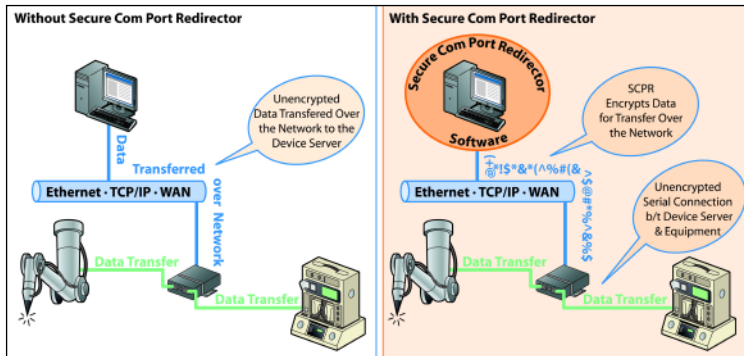 Without Secure Com Port Redirector
Unencrypted
Data Transfered Over
the Network to the
Device Server
Data
Transferred
over Network
Ethernet · TCP/IP · WAN
Data Transfer
Data Transfer
With Secure Com Port Redirector
Secure Com Port Redirector
Software
SCPR
Encrypts Data
for Transfer Over
the Network
Ethernet · TCP/IP · WAN
Unencrypted
Serial Connection
b/t Device Server
& Equipment
Data Transfer
Data Transfer